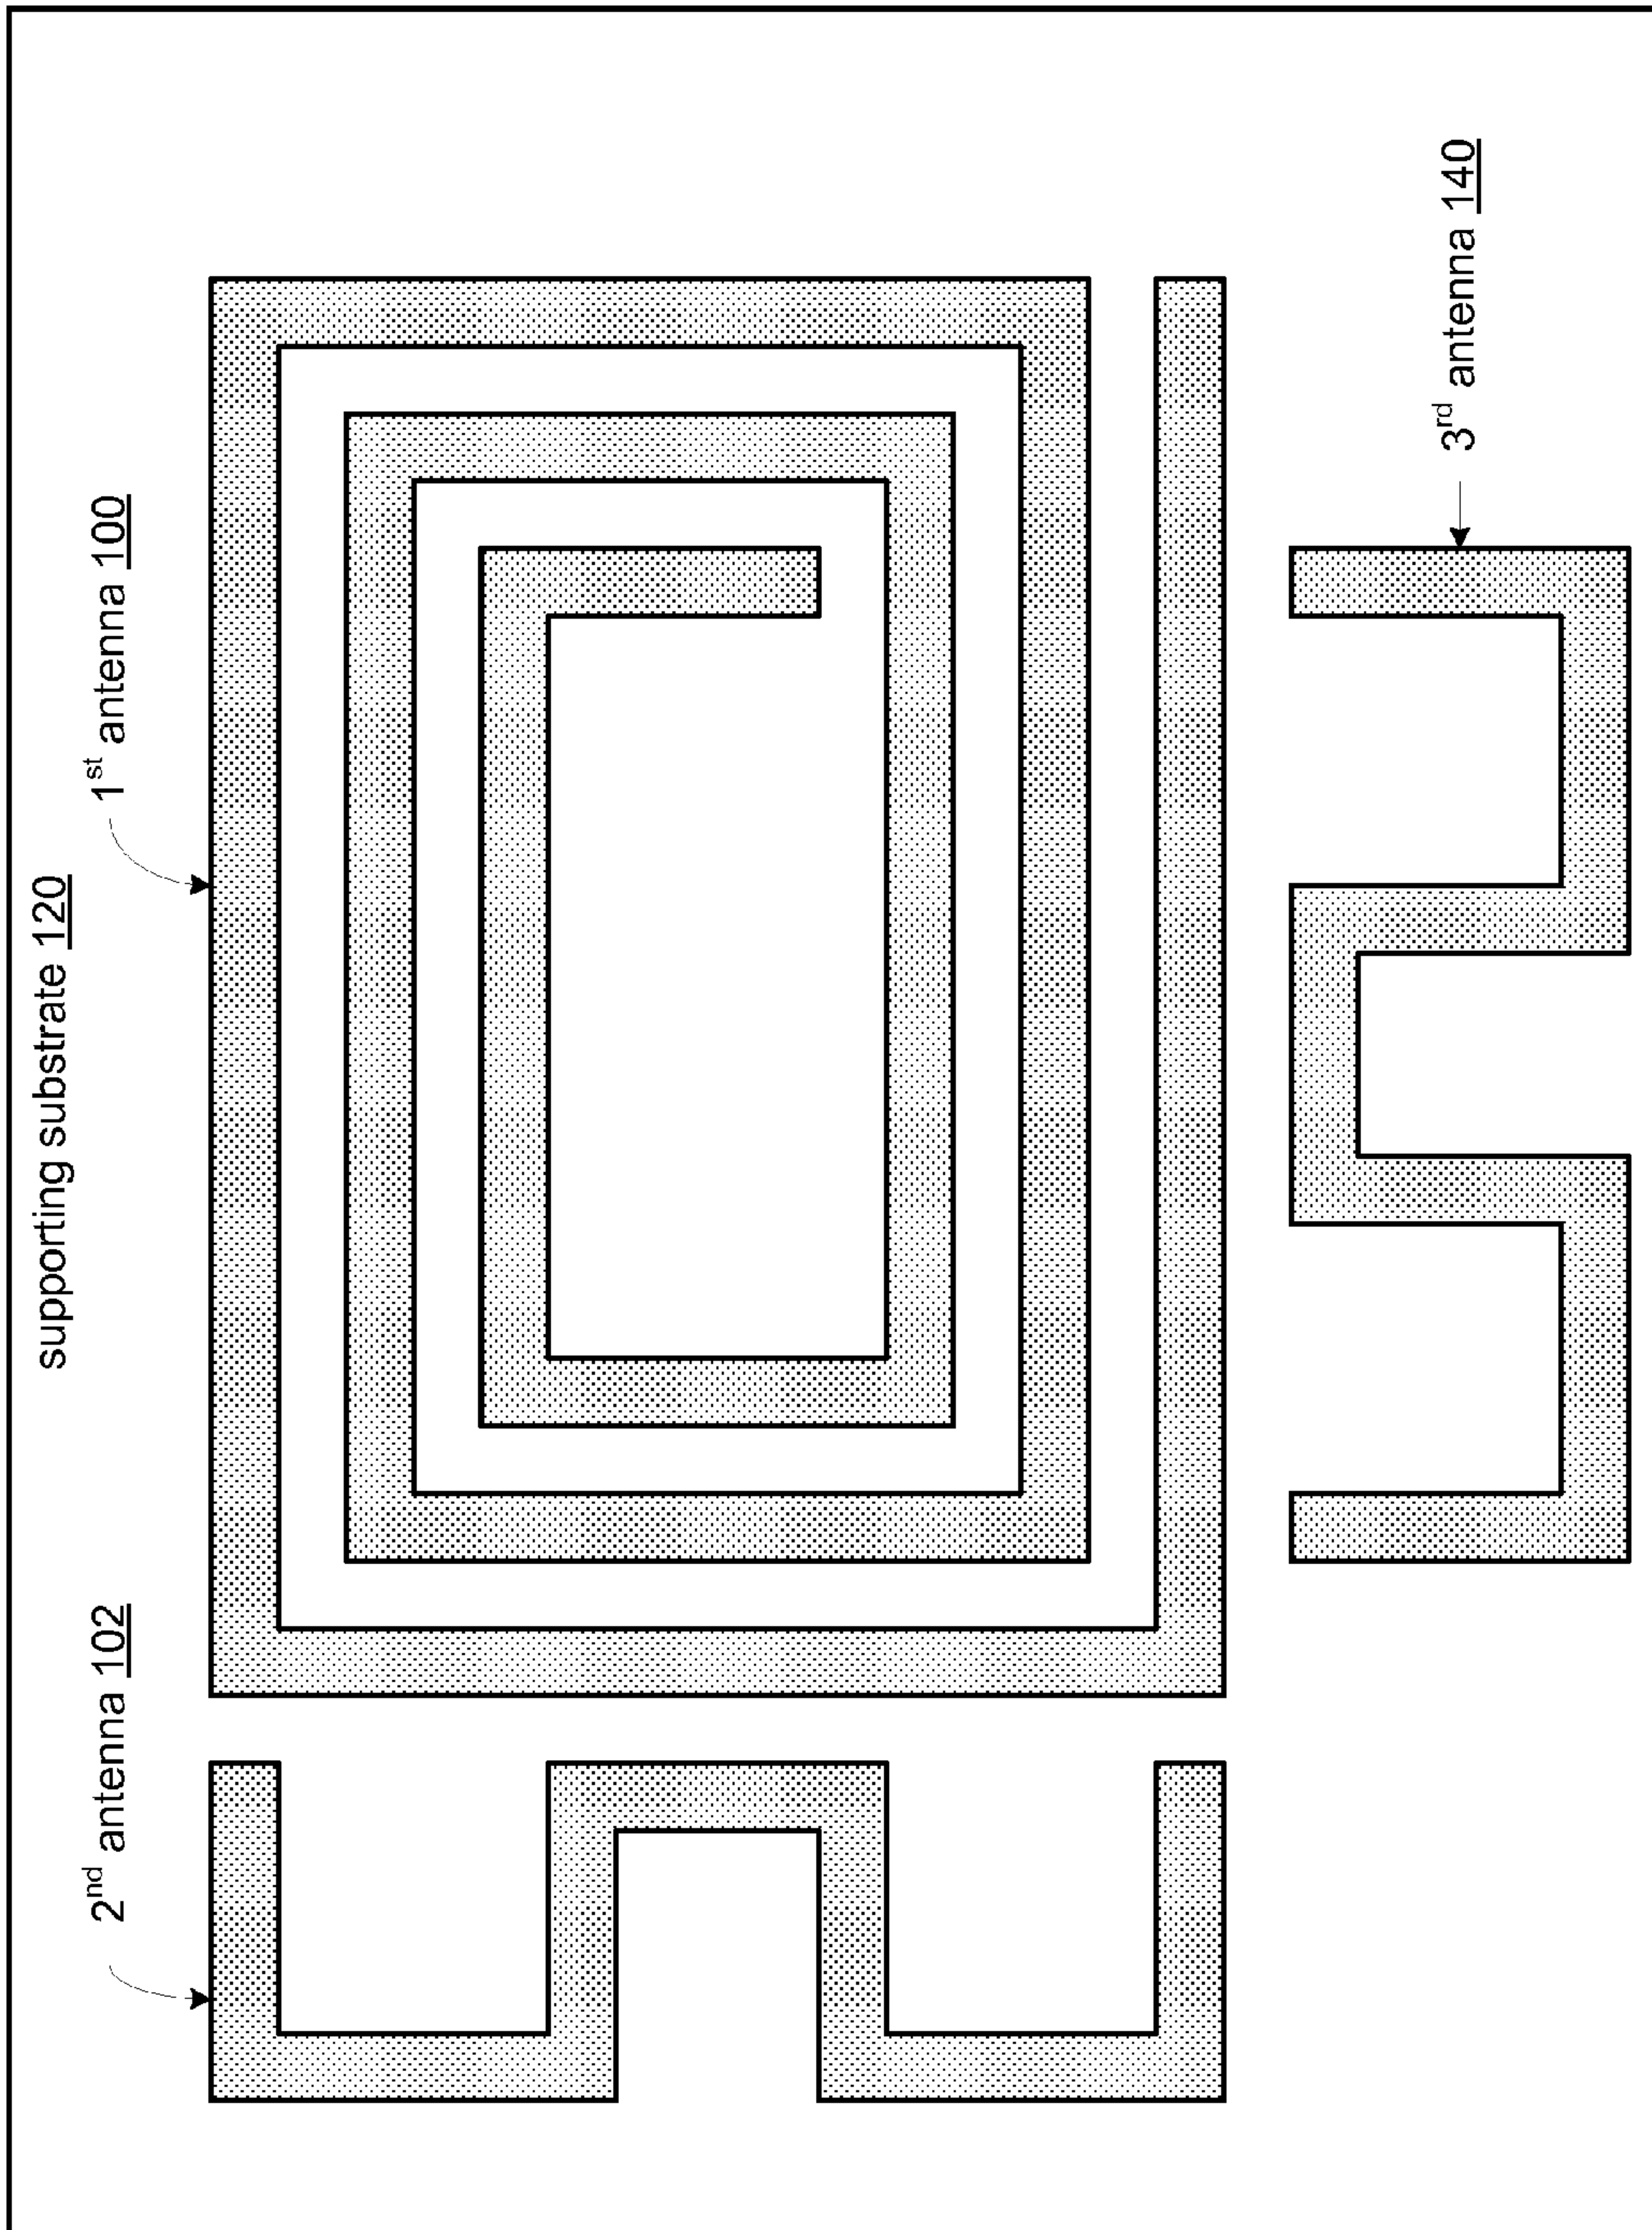 supporting substrate 120
2nd antenna 102
1st antenna 100
3rd antenna 140